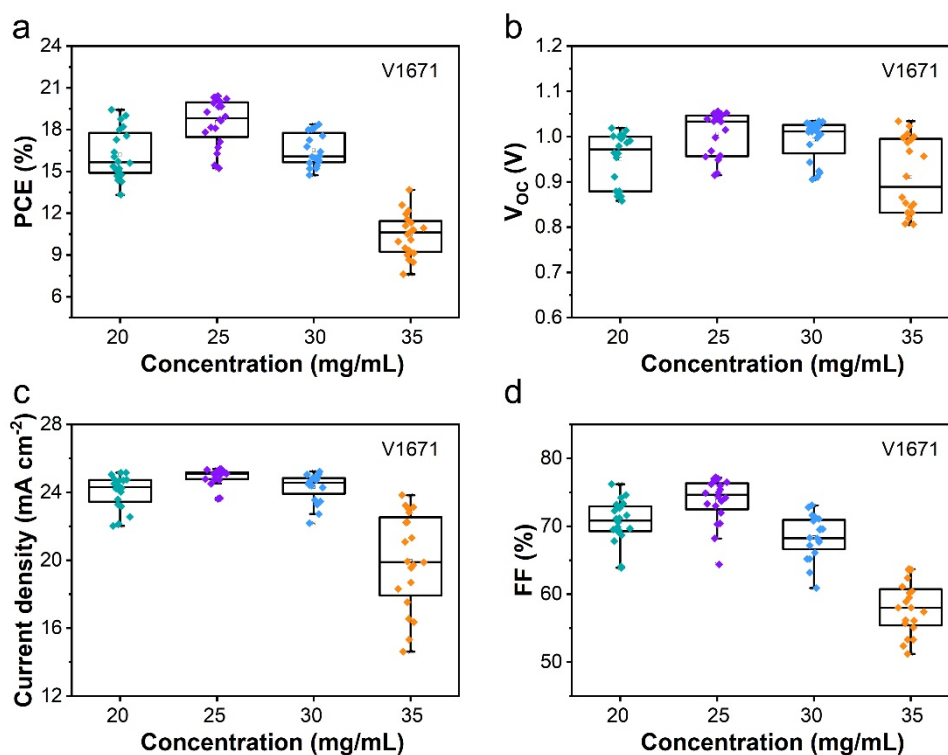 a
V1671
PCE (%)
24
21
18
15
12
9
6
20 25 30 35
Concentration (mg/mL)
b
V1671
V_OC (V)
1.2
1.1
1.0
0.9
0.8
0.7
0.6
20 25 30 35
Concentration (mg/mL)
c
V1671
Current density (mA cm⁻²)
28
24
20
16
12
20 25 30 35
Concentration (mg/mL)
d
V1671
FF (%)
80
70
60
50
20 25 30 35
Concentration (mg/mL)